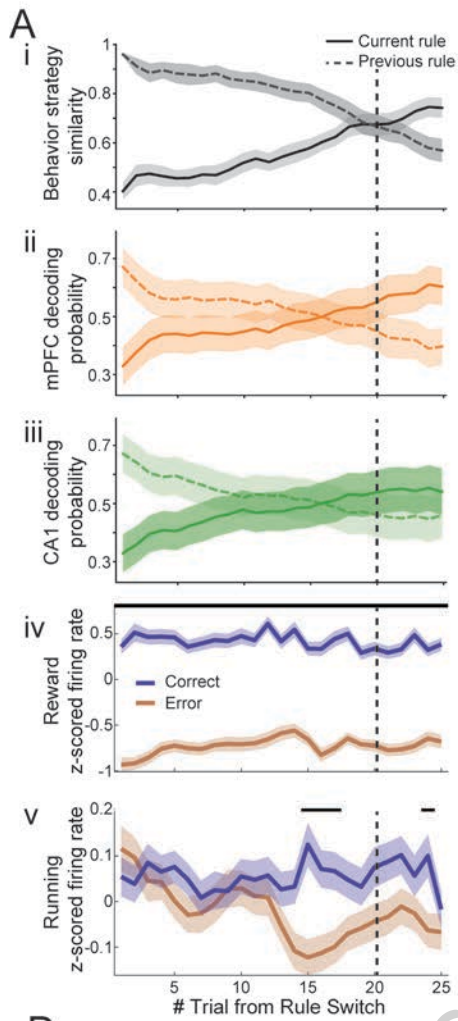 A
i
Current rule
Previous rule
Behavior strategy
similarity
1
0.8
0.6
0.4
ii
mPFC decoding
probability
0.7
0.5
0.3
iii
CA1 decoding
probability
0.7
0.5
0.3
iv
Reward
z-scored firing rate
0.5
0
-0.5
-1
Correct
Error
v
Running
z-scored firing rate
0.2
0.1
0
-0.1
5 10 15 20 25
# Trial from Rule Switch